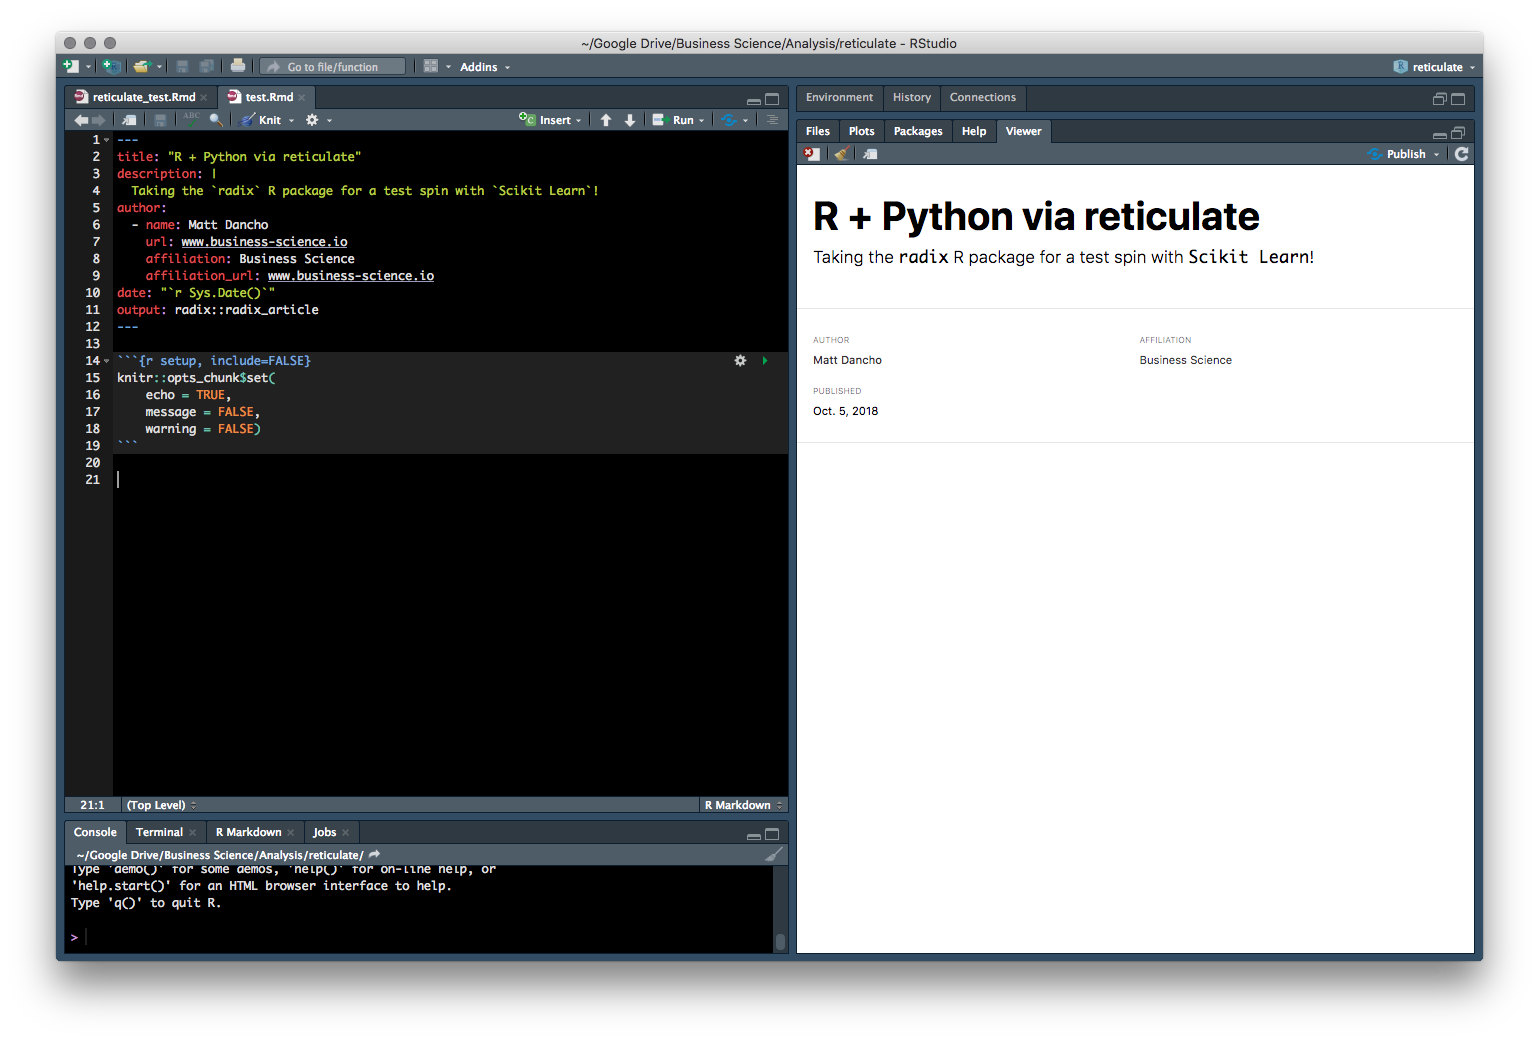 ~/Google Drive/Business Science/Analysis/reticulate - RStudio
Go to file/function
Addins
reticulate
reticulate_test.Rmd
test.Rmd
ABC
Knit
Insert
Run
1 ---
2 title: "R + Python via reticulate"
3 description: |
4 Taking the `radix` R package for a test spin with `Scikit Learn`!
5 author:
6 - name: Matt Dancho
7 url: www.business-science.io
8 affiliation: Business Science
9 affiliation_url: www.business-science.io
10 date: "`r Sys.Date()`"
11 output: radix::radix_article
12 ---
13
14 ```{r setup, include=FALSE}
15 knitr::opts_chunk$set(
16 echo = TRUE,
17 message = FALSE,
18 warning = FALSE)
19 ```
20
21
21:1 (Top Level) R Markdown
Console Terminal R Markdown Jobs
~/Google Drive/Business Science/Analysis/reticulate/
Type 'demo()' for some demos, 'help()' for on-line help, or
'help.start()' for an HTML browser interface to help.
Type 'q()' to quit R.
>
Environment History Connections
Files Plots Packages Help Viewer
Publish
R + Python via reticulate
Taking the radix R package for a test spin with Scikit Learn!
AUTHOR AFFILIATION
Matt Dancho Business Science
PUBLISHED
Oct. 5, 2018